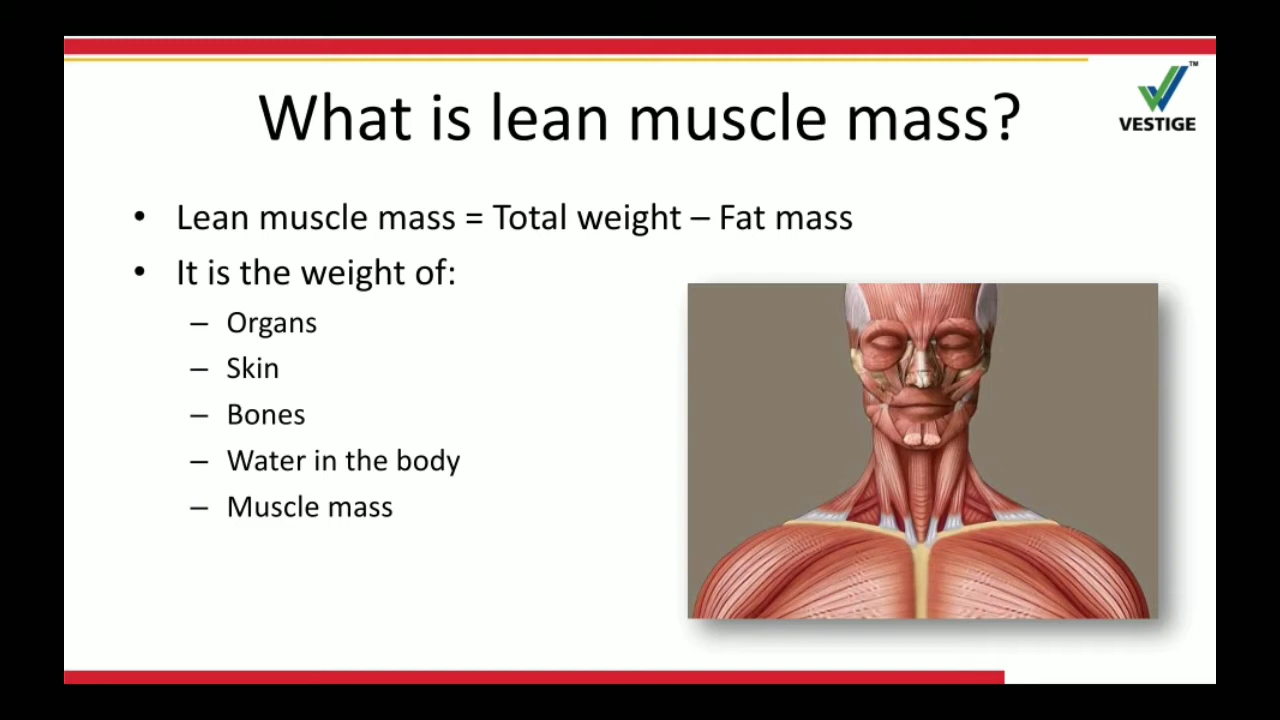 What is lean muscle mass?
TM
VESTIGE
• Lean muscle mass = Total weight – Fat mass
• It is the weight of:
– Organs
– Skin
– Bones
– Water in the body
– Muscle mass